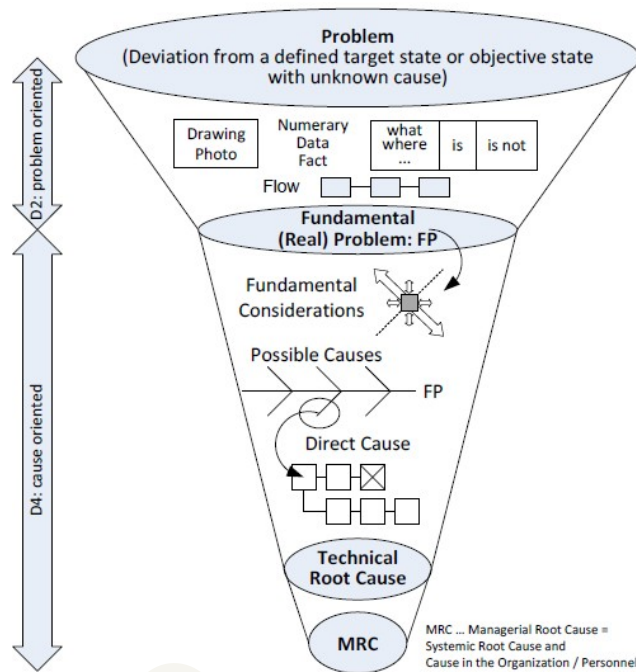 Problem
(Deviation from a defined target state or objective state
with unknown cause)
D2: problem oriented
Drawing
Photo
Numerary
Data
Fact
what
where
...
is
is not
Flow
Fundamental
(Real) Problem: FP
Fundamental
Considerations
Possible Causes
FP
Direct Cause
D4: cause oriented
Technical
Root Cause
MRC
MRC ... Managerial Root Cause =
Systemic Root Cause and
Cause in the Organization / Personnel